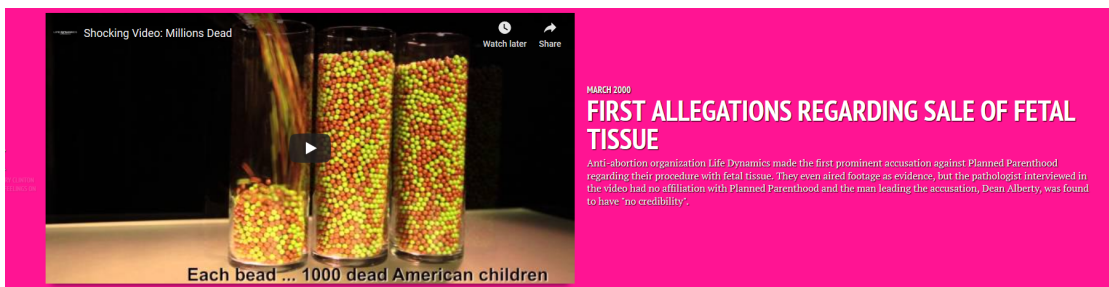 Shocking Video: Millions Dead
Watch later
Share
Each bead ... 1000 dead American children
MARCH 2000
FIRST ALLEGATIONS REGARDING SALE OF FETAL
TISSUE
Anti-abortion organization Life Dynamics made the first prominent accusation against Planned Parenthood
regarding their procedure with fetal tissue. They even aired footage as evidence, but the pathologist interviewed in
the video had no affiliation with Planned Parenthood and the man leading the accusation, Dean Alberty, was found
to have "no credibility".